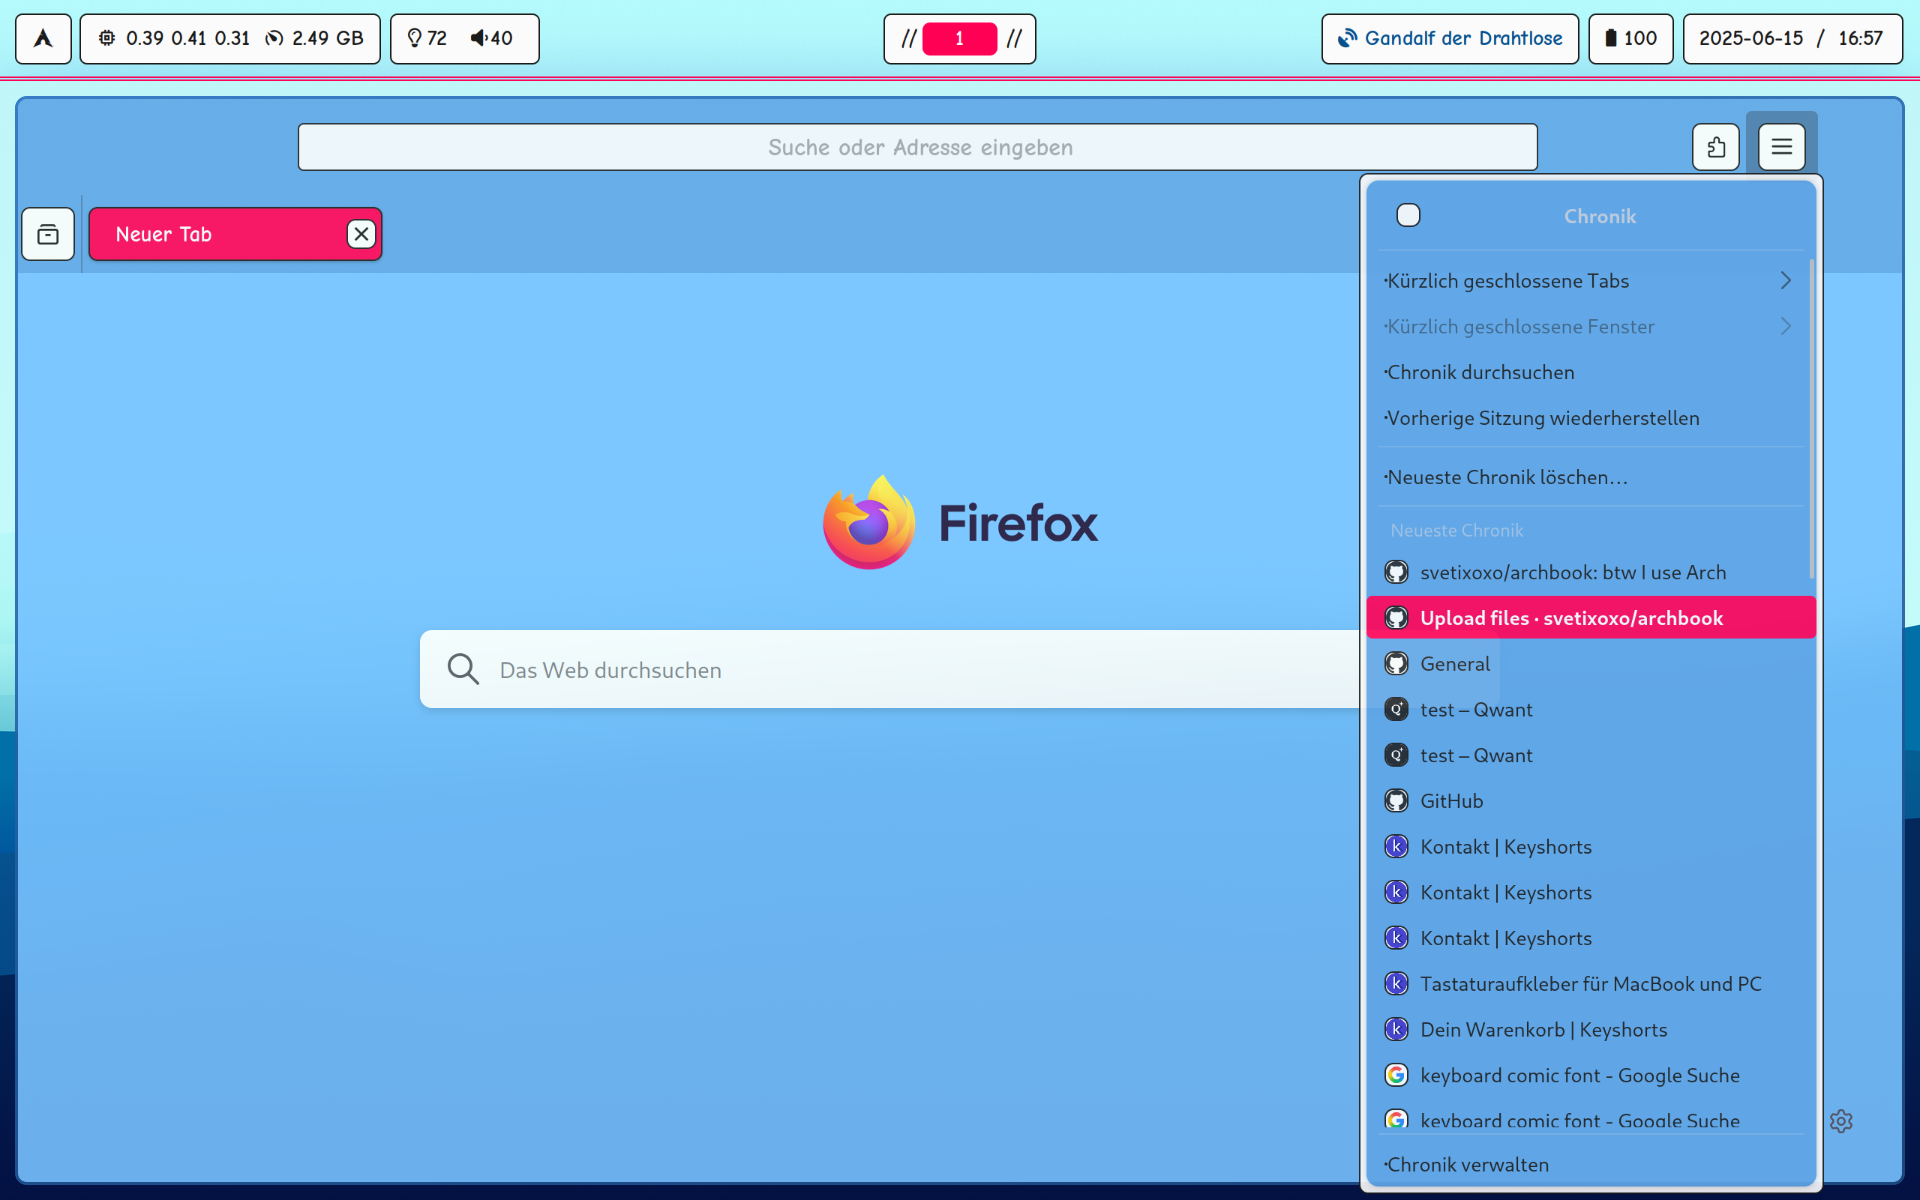 0.39 0.41 0.31 2.49 GB
72 40
// 1 //
Gandalf der Drahtlose
100
2025-06-15 / 16:57
Suche oder Adresse eingeben
Neuer Tab
Firefox
Das Web durchsuchen
Chronik
·Kürzlich geschlossene Tabs
·Kürzlich geschlossene Fenster
·Chronik durchsuchen
·Vorherige Sitzung wiederherstellen
·Neueste Chronik löschen…
Neueste Chronik
svetixoxo/archbook: btw I use Arch
Upload files · svetixoxo/archbook
General
test – Qwant
test – Qwant
GitHub
k Kontakt | Keyshorts
k Kontakt | Keyshorts
k Kontakt | Keyshorts
k Tastaturaufkleber für MacBook und PC
k Dein Warenkorb | Keyshorts
keyboard comic font - Google Suche
keyboard comic font - Google Suche
·Chronik verwalten